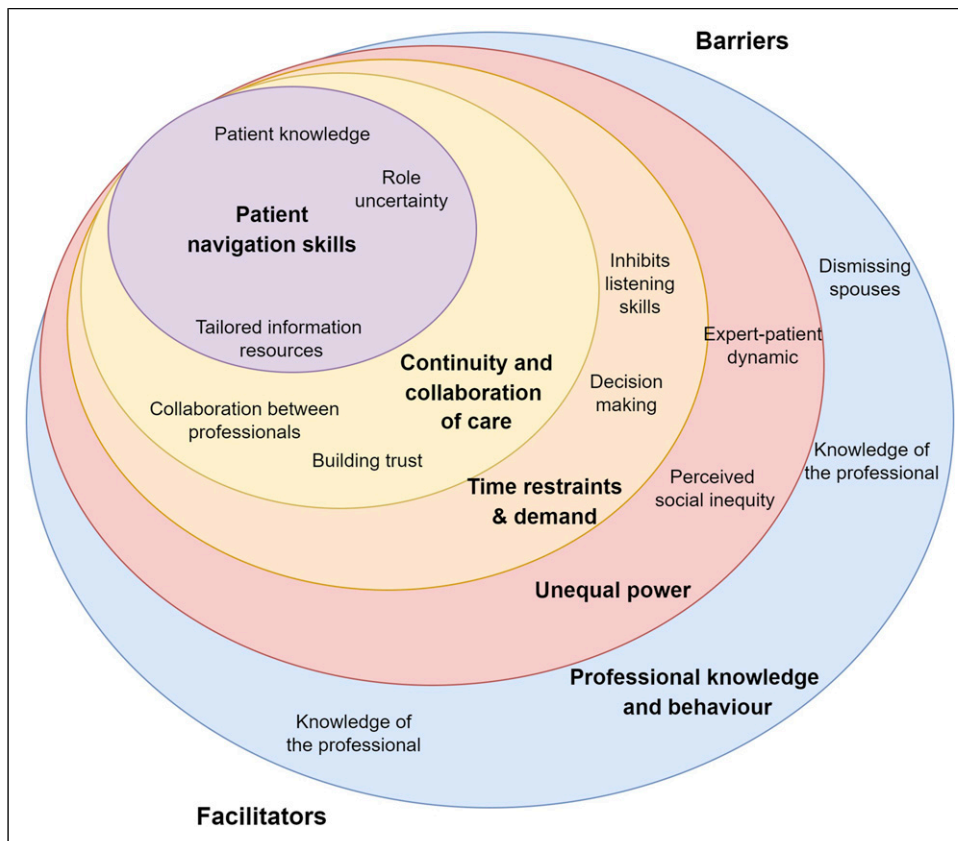 Barriers
Patient knowledge
Role
uncertainty
Patient
navigation skills
Tailored information
resources
Inhibits
listening
skills
Dismissing
spouses
Expert-patient
dynamic
Continuity and
collaboration
of care
Decision
making
Collaboration between
professionals
Building trust
Knowledge of
the professional
Time restraints
& demand
Perceived
social inequity
Unequal power
Professional knowledge
and behaviour
Knowledge of
the professional
Facilitators